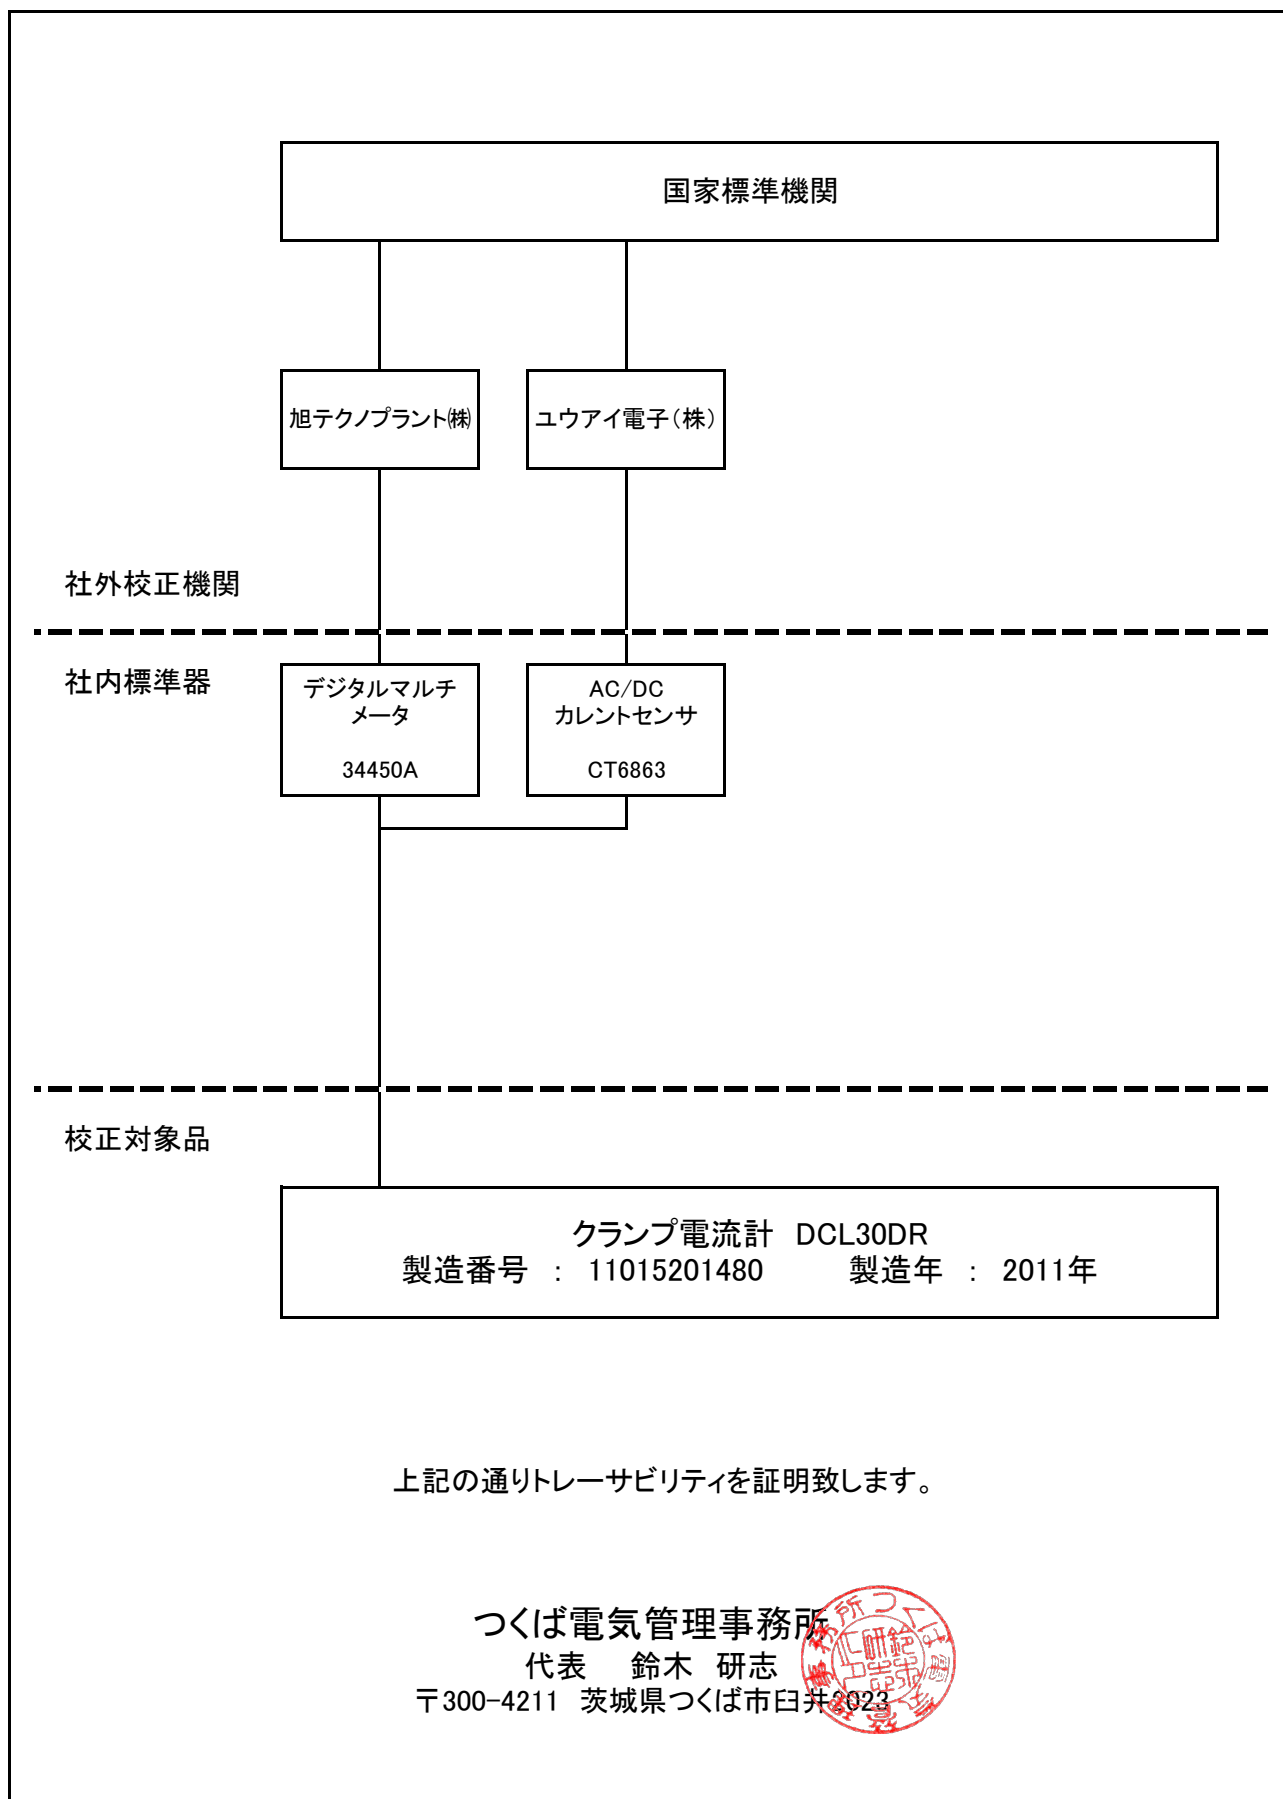 国家標準機関
旭テクノプラント㈱
ユウアイ電子（株）
社外校正機関
社内標準器
デジタルマルチ
メータ
34450A
AC/DC
カレントセンサ
CT6863
校正対象品
クランプ電流計　DCL30DR
製造番号　：　11015201480　　製造年　：　2011年
上記の通りトレーサビリティを証明致します。
つくば電気管理事務所
代表　鈴木　研志
〒300-4211　茨城県つくば市臼井2023